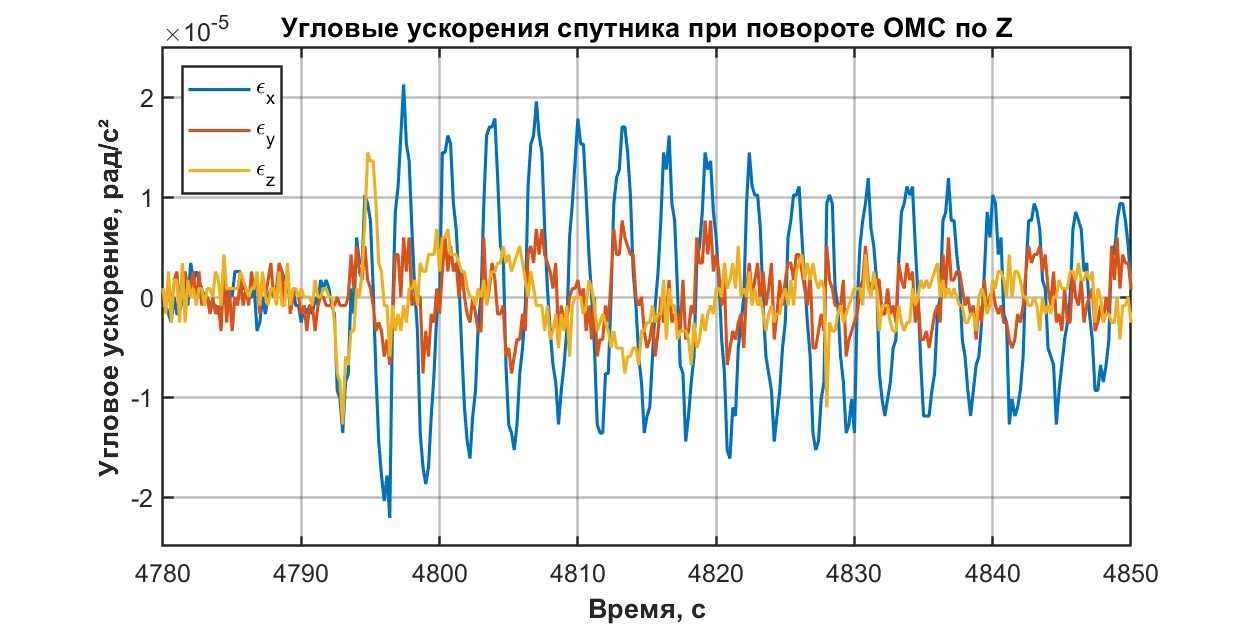 ×10⁻⁵
Угловые ускорения спутника при повороте ОМС по Z
ϵx
ϵy
ϵz
Угловое ускорение, рад/с²
2
1
0
-1
-2
4780 4790 4800 4810 4820 4830 4840 4850
Время, с